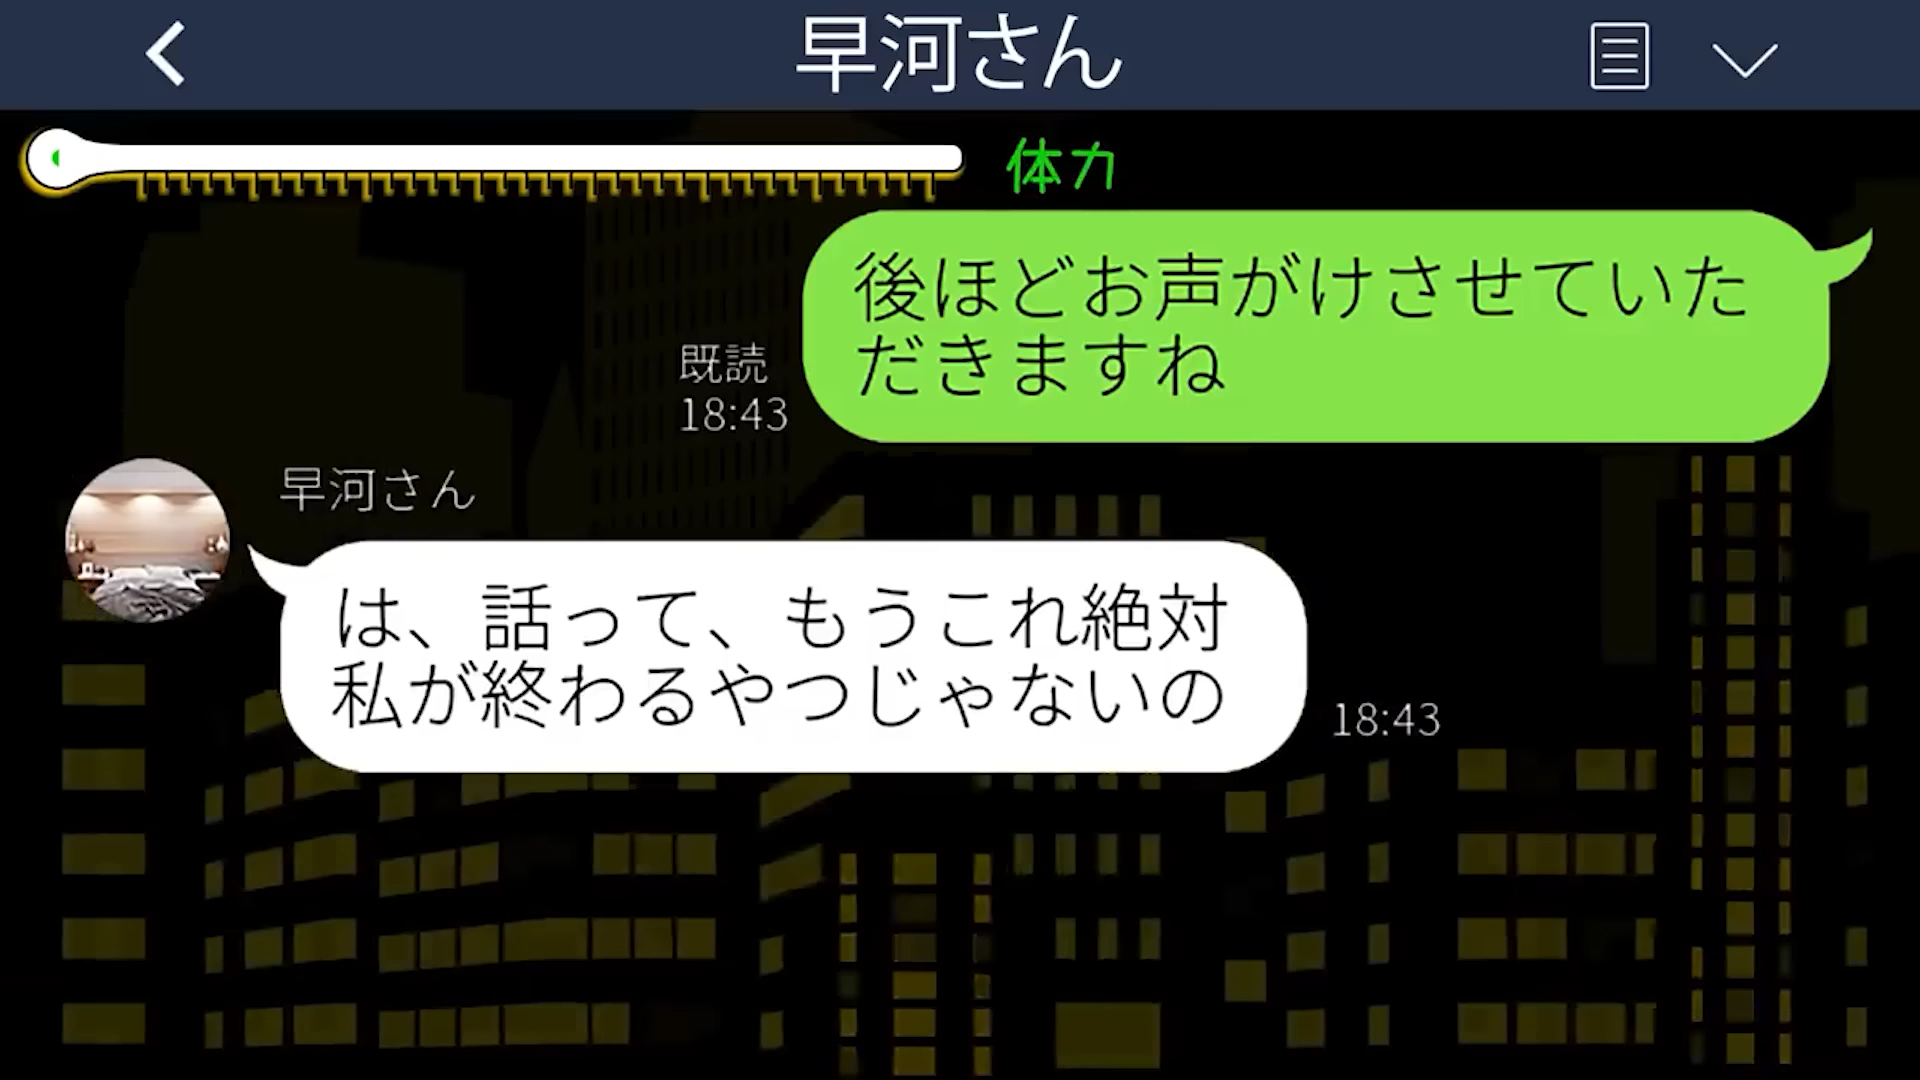 早河さん
体力
後ほどお声がけさせていた
だきますね
既読
18:43
早河さん
は、話って、もうこれ絶対
私が終わるやつじゃないの
18:43